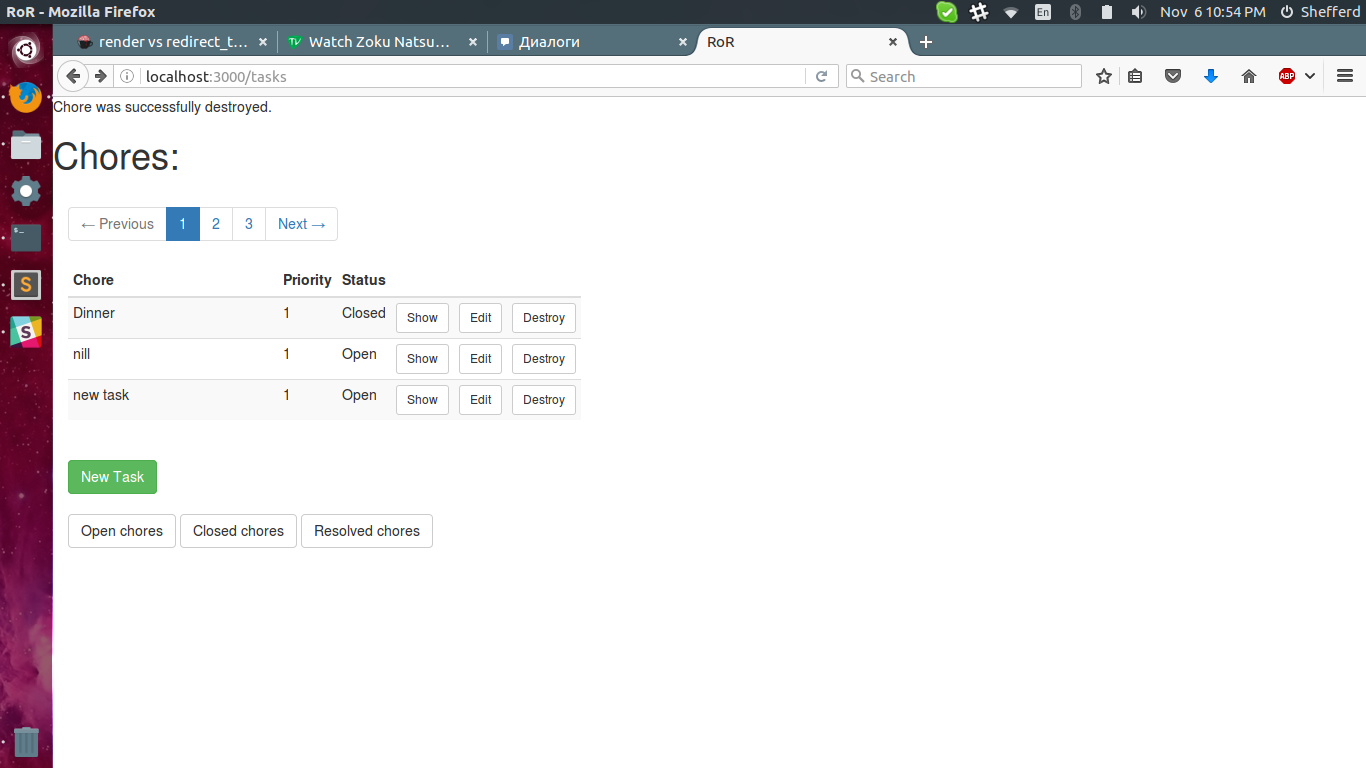 RoR - Mozilla Firefox
En
Nov 6 10:54 PM
Shefferd
render vs redirect_t...
Watch Zoku Natsu...
Диалоги
RoR
localhost:3000/tasks
Search
ABP
Chore was successfully destroyed.
Chores:
← Previous 1 2 3 Next →
Chore Priority Status
Dinner 1 Closed Show Edit Destroy
nill 1 Open Show Edit Destroy
new task 1 Open Show Edit Destroy
New Task
Open chores Closed chores Resolved chores